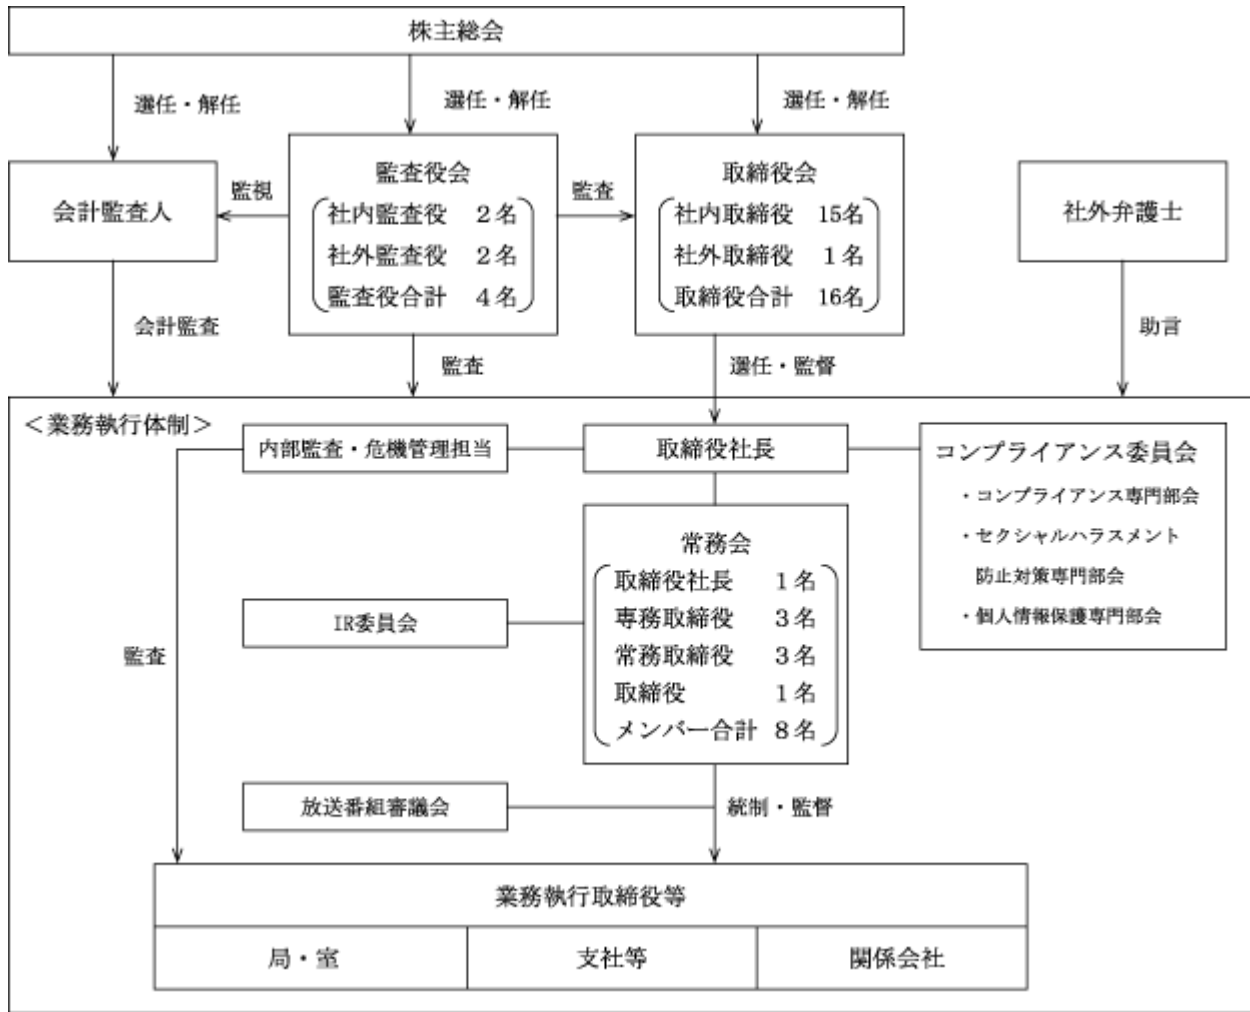 株主総会
選任・解任
選任・解任
選任・解任
会計監査人
監視
監査役会
社内監査役 2名
社外監査役 2名
監査役合計 4名
監査
取締役会
社内取締役 15名
社外取締役 1名
取締役合計 16名
社外弁護士
会計監査
監査
選任・監督
助言
＜業務執行体制＞
内部監査・危機管理担当
取締役社長
コンプライアンス委員会
・コンプライアンス専門部会
・セクシャルハラスメント
防止対策専門部会
・個人情報保護専門部会
常務会
取締役社長 1名
専務取締役 3名
常務取締役 3名
取締役 1名
メンバー合計 8名
IR委員会
監査
放送番組審議会
統制・監督
業務執行取締役等
局・室
支社等
関係会社